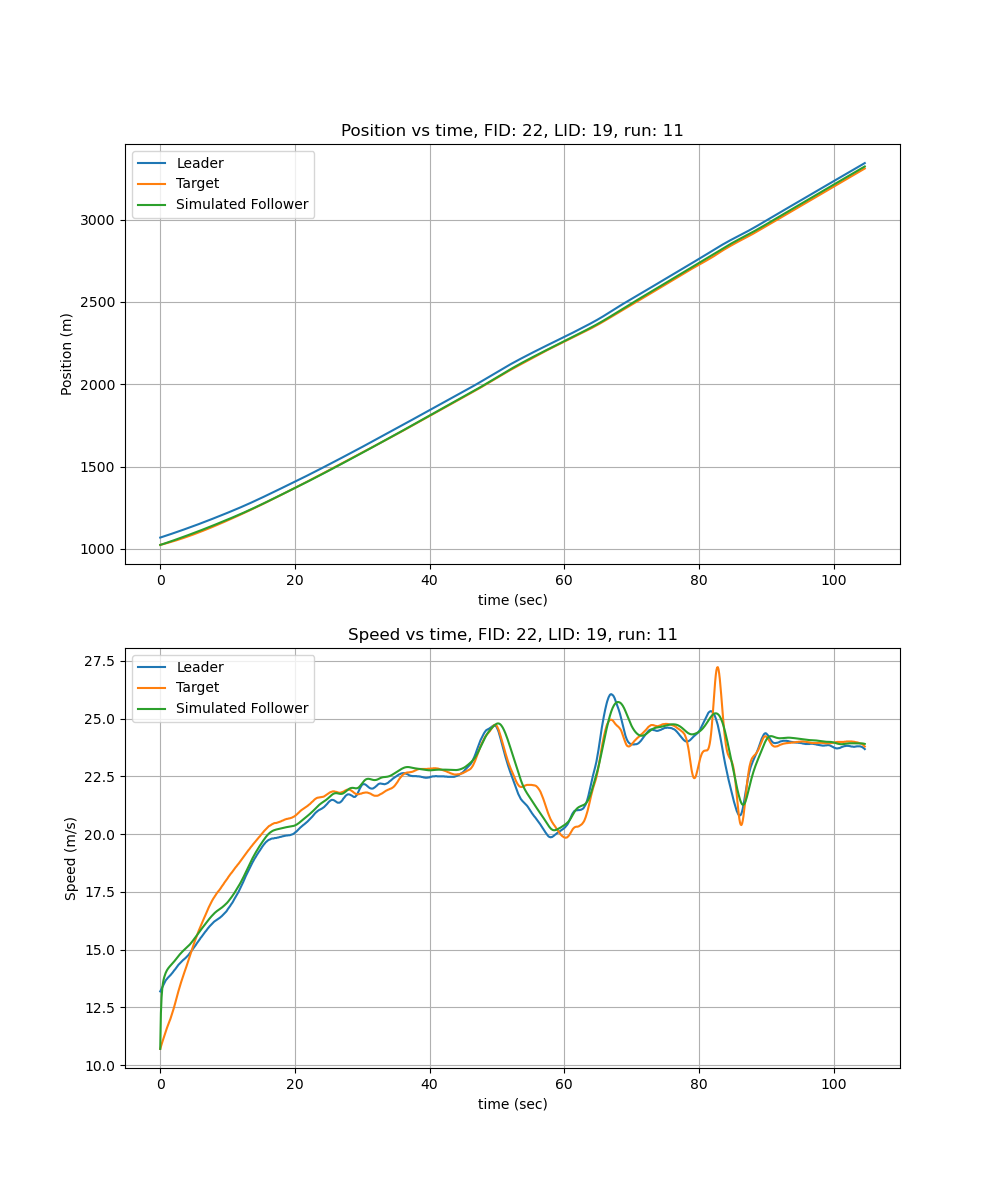 Position vs time, FID: 22, LID: 19, run: 11
Leader
Target
Simulated Follower
3000
2500
2000
1500
1000
Position (m)
0 20 40 60 80 100
time (sec)
Speed vs time, FID: 22, LID: 19, run: 11
Leader
Target
Simulated Follower
27.5
25.0
22.5
20.0
17.5
15.0
12.5
10.0
Speed (m/s)
0 20 40 60 80 100
time (sec)